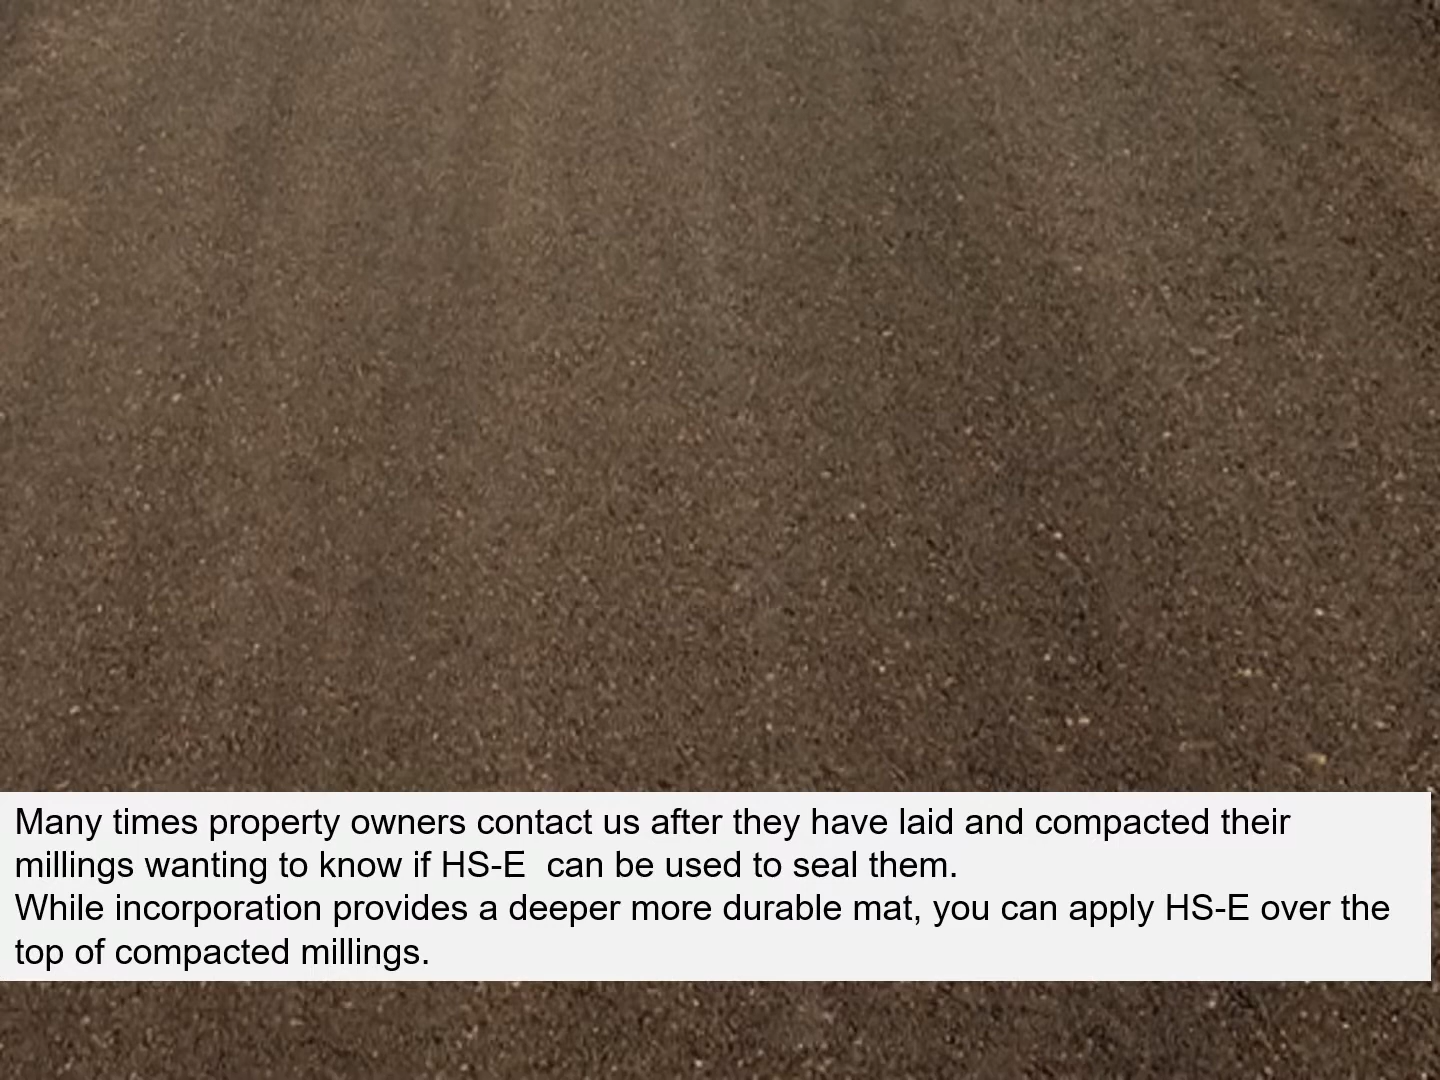 Many times property owners contact us after they have laid and compacted their
millings wanting to know if HS-E  can be used to seal them.
While incorporation provides a deeper more durable mat, you can apply HS-E over the
top of compacted millings.